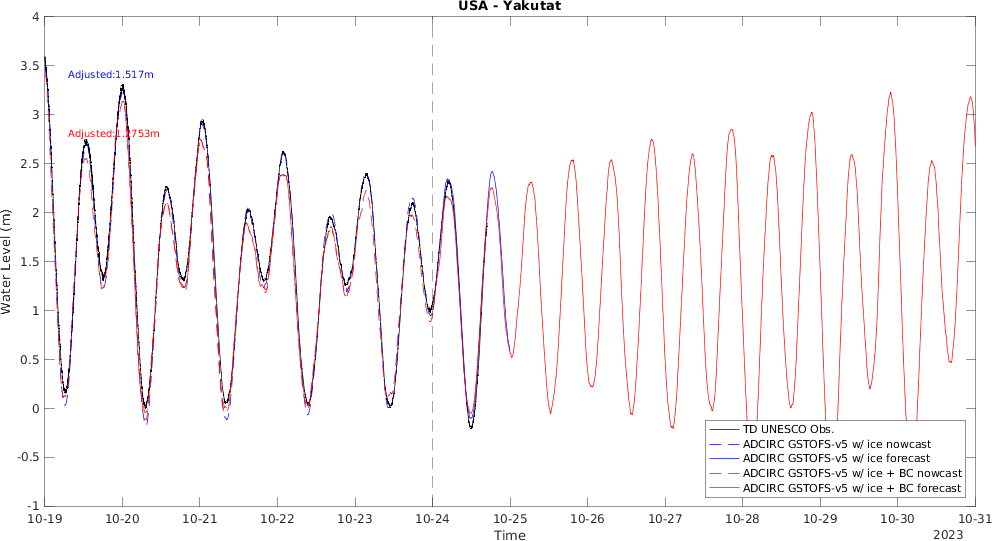 USA - Yakutat
4
3.5
3
2.5
2
1.5
1
0.5
0
-0.5
-1
Water Level (m)
Adjusted:1.517m
Adjusted:1.2753m
TD UNESCO Obs.
ADCIRC GSTOFS-v5 w/ ice nowcast
ADCIRC GSTOFS-v5 w/ ice forecast
ADCIRC GSTOFS-v5 w/ ice + BC nowcast
ADCIRC GSTOFS-v5 w/ ice + BC forecast
10-19 10-20 10-21 10-22 10-23 10-24 10-25 10-26 10-27 10-28 10-29 10-30 10-31
Time
2023